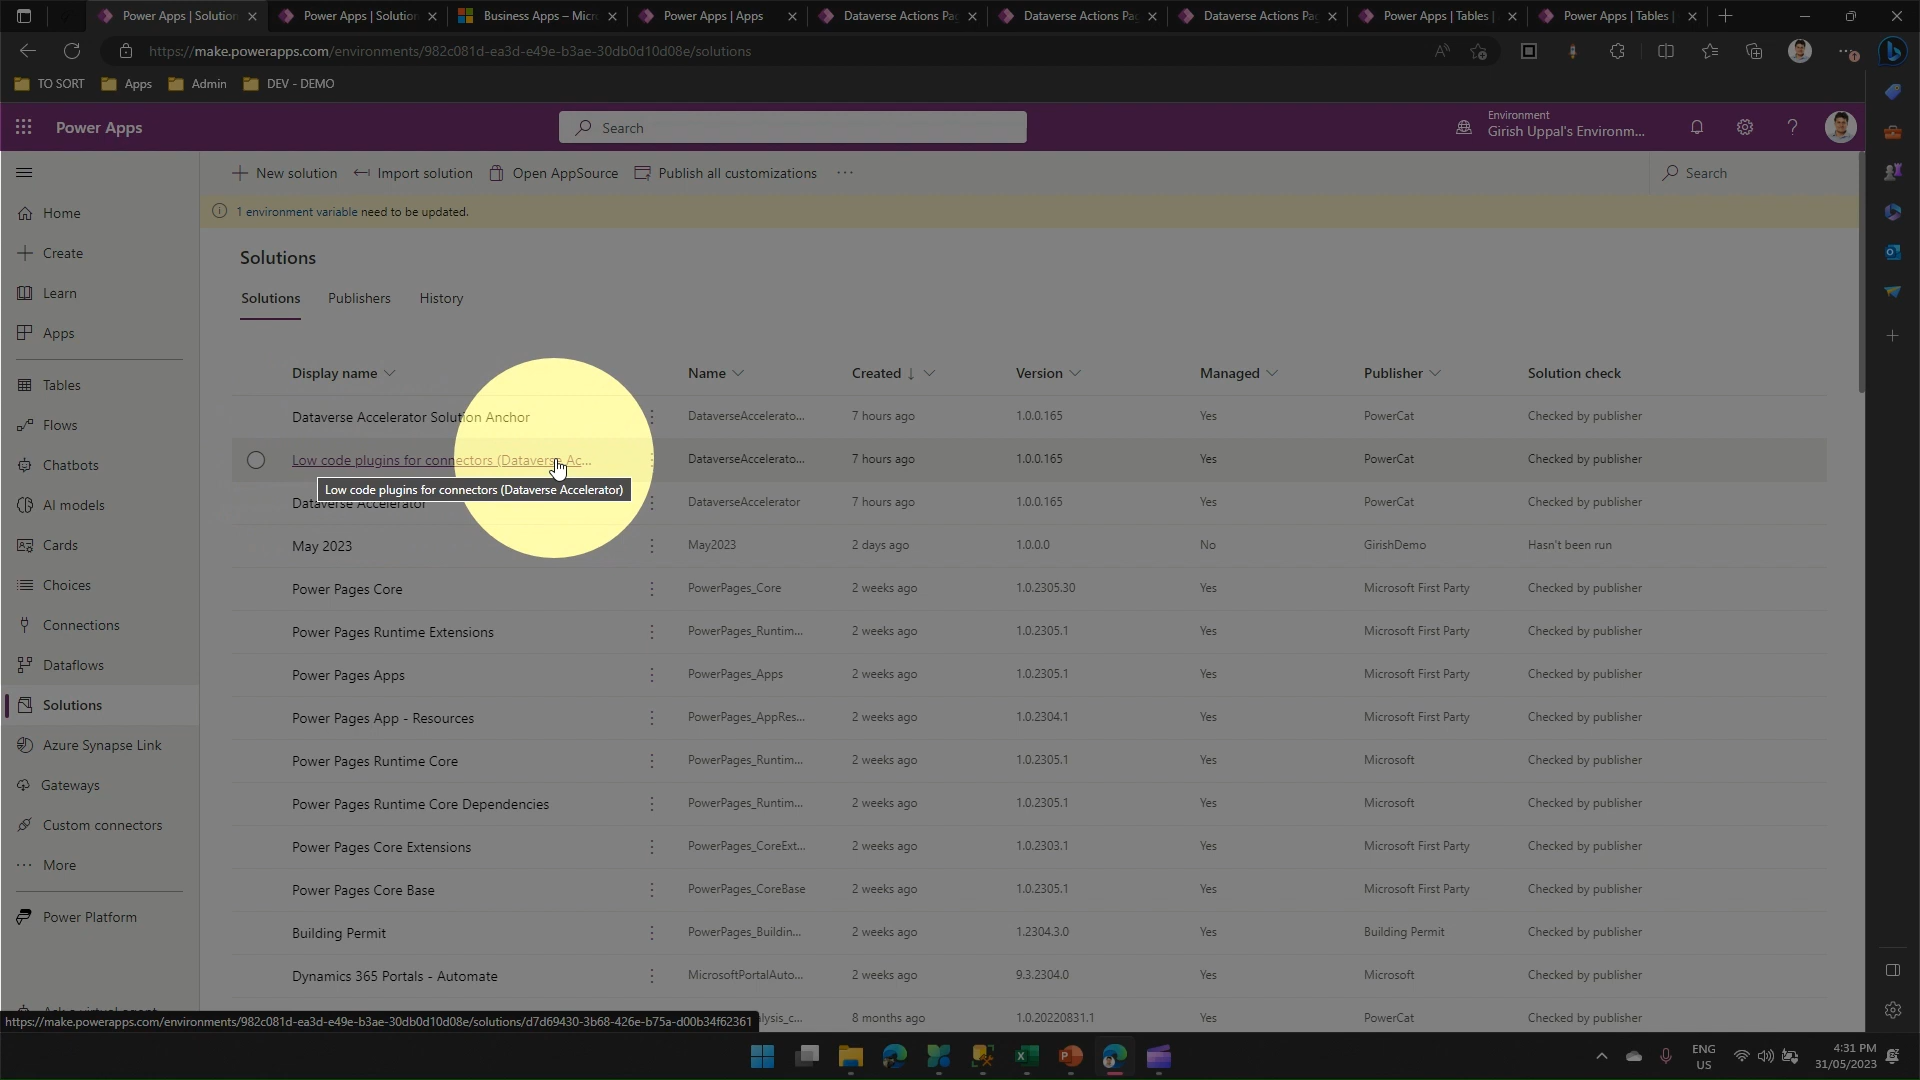 Power Apps | Solution
Power Apps | Solution
Business Apps – Micr
Power Apps | Apps
Dataverse Actions Pa
Dataverse Actions Pa
Dataverse Actions Pa
Power Apps | Tables |
Power Apps | Tables |
https://make.powerapps.com/environments/982c081d-ea3d-e49e-b3ae-30db0d10d08e/solutions
TO SORT
Apps
Admin
DEV - DEMO
Power Apps
Search
Environment
Girish Uppal's Environm...
New solution
Import solution
Open AppSource
Publish all customizations
Search
1 environment variable need to be updated.
Home
Create
Learn
Apps
Tables
Flows
Chatbots
AI models
Cards
Choices
Connections
Dataflows
Solutions
Azure Synapse Link
Gateways
Custom connectors
More
Power Platform
Solutions
Solutions Publishers History
Display name Name Created Version Managed Publisher Solution check
Dataverse Accelerator Solution Anchor DataverseAccelerato... 7 hours ago 1.0.0.165 Yes PowerCat Checked by publisher
Low code plugins for connectors (Dataverse Ac... DataverseAccelerato... 7 hours ago 1.0.0.165 Yes PowerCat Checked by publisher
Low code plugins for connectors (Dataverse Accelerator)
Dataverse Accelerator DataverseAccelerator 7 hours ago 1.0.0.165 Yes PowerCat Checked by publisher
May 2023 May2023 2 days ago 1.0.0.0 No GirishDemo Hasn't been run
Power Pages Core PowerPages_Core 2 weeks ago 1.0.2305.30 Yes Microsoft First Party Checked by publisher
Power Pages Runtime Extensions PowerPages_Runtim... 2 weeks ago 1.0.2305.1 Yes Microsoft First Party Checked by publisher
Power Pages Apps PowerPages_Apps 2 weeks ago 1.0.2305.1 Yes Microsoft First Party Checked by publisher
Power Pages App - Resources PowerPages_AppRes... 2 weeks ago 1.0.2304.1 Yes Microsoft First Party Checked by publisher
Power Pages Runtime Core PowerPages_Runtim... 2 weeks ago 1.0.2305.1 Yes Microsoft Checked by publisher
Power Pages Runtime Core Dependencies PowerPages_Runtim... 2 weeks ago 1.0.2305.1 Yes Microsoft Checked by publisher
Power Pages Core Extensions PowerPages_CoreExt... 2 weeks ago 1.0.2303.1 Yes Microsoft First Party Checked by publisher
Power Pages Core Base PowerPages_CoreBase 2 weeks ago 1.0.2305.1 Yes Microsoft First Party Checked by publisher
Building Permit PowerPages_Buildin... 2 weeks ago 1.2304.3.0 Yes Building Permit Checked by publisher
Dynamics 365 Portals - Automate MicrosoftPortalAuto... 2 weeks ago 9.3.2304.0 Yes Microsoft Checked by publisher
alysis_c... 8 months ago 1.0.20220831.1 Yes PowerCat Checked by publisher
https://make.powerapps.com/environments/982c081d-ea3d-e49e-b3ae-30db0d10d08e/solutions/d7d69430-3b68-426e-b75a-d00b34f62361
ENG
US
4:31 PM
31/05/2023